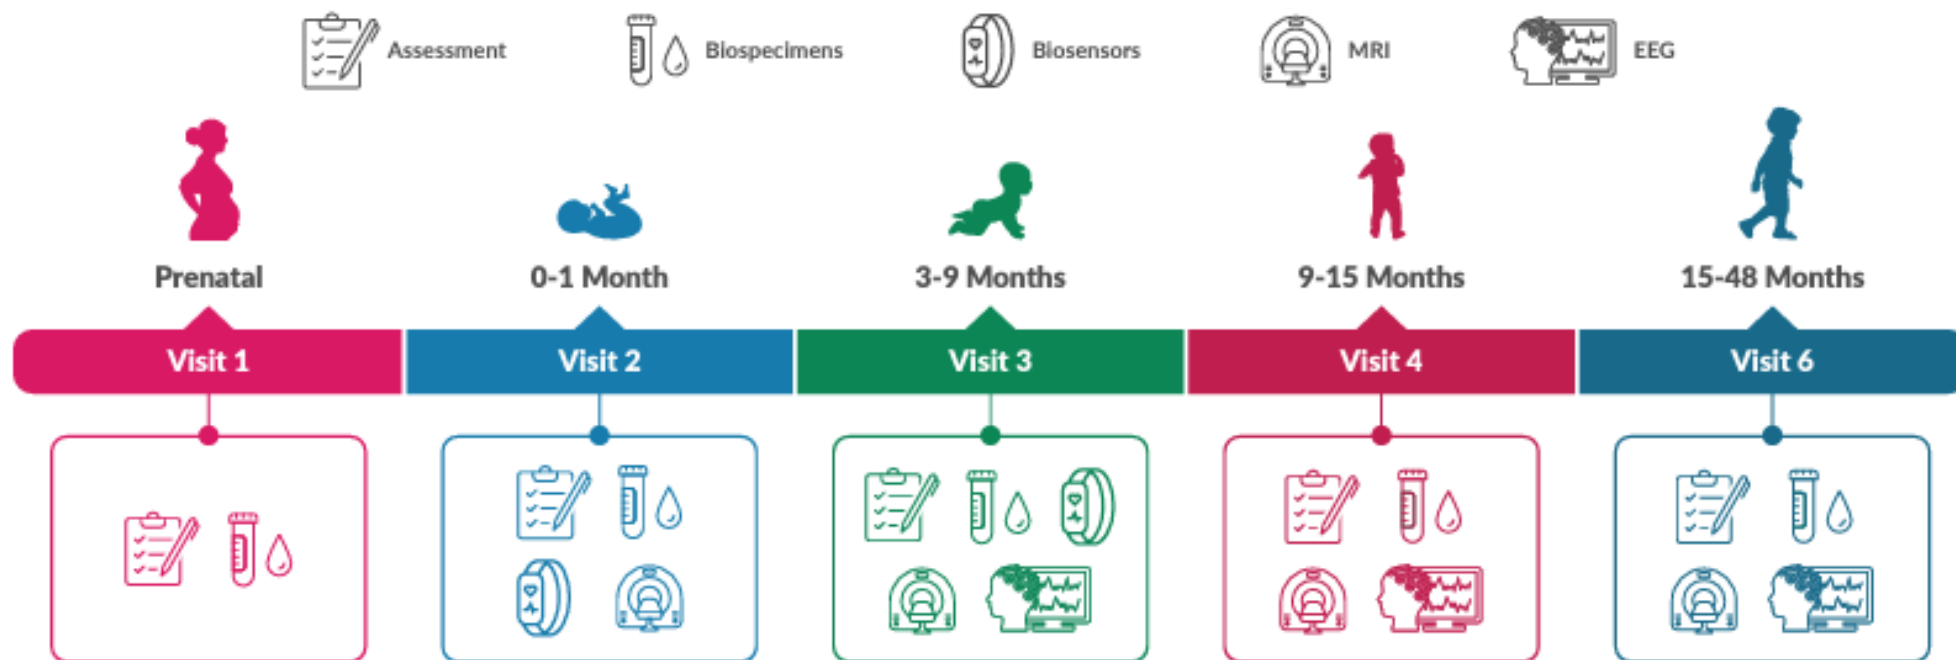 Assessment
Biospecimens
Biosensors
MRI
EEG
Prenatal
0-1 Month
3-9 Months
9-15 Months
15-48 Months
Visit 1
Visit 2
Visit 3
Visit 4
Visit 6